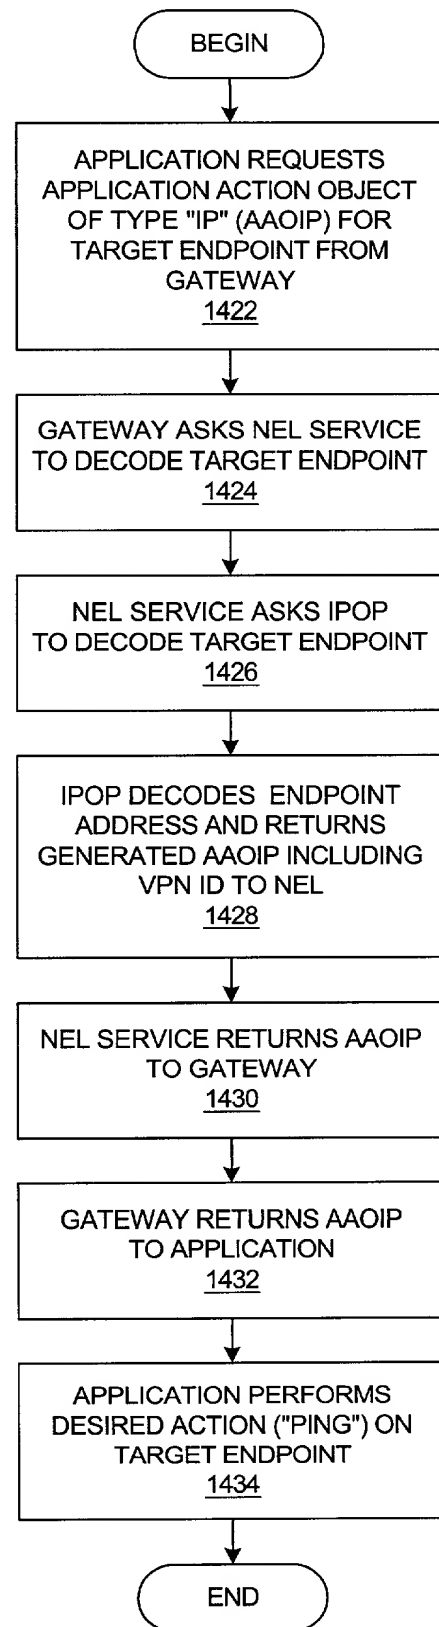 BEGIN
APPLICATION REQUESTS
APPLICATION ACTION OBJECT
OF TYPE "IP" (AAOIP) FOR
TARGET ENDPOINT FROM
GATEWAY
1422
GATEWAY ASKS NEL SERVICE
TO DECODE TARGET ENDPOINT
1424
NEL SERVICE ASKS IPOP
TO DECODE TARGET ENDPOINT
1426
IPOP DECODES ENDPOINT
ADDRESS AND RETURNS
GENERATED AAOIP INCLUDING
VPN ID TO NEL
1428
NEL SERVICE RETURNS AAOIP
TO GATEWAY
1430
GATEWAY RETURNS AAOIP
TO APPLICATION
1432
APPLICATION PERFORMS
DESIRED ACTION ("PING") ON
TARGET ENDPOINT
1434
END